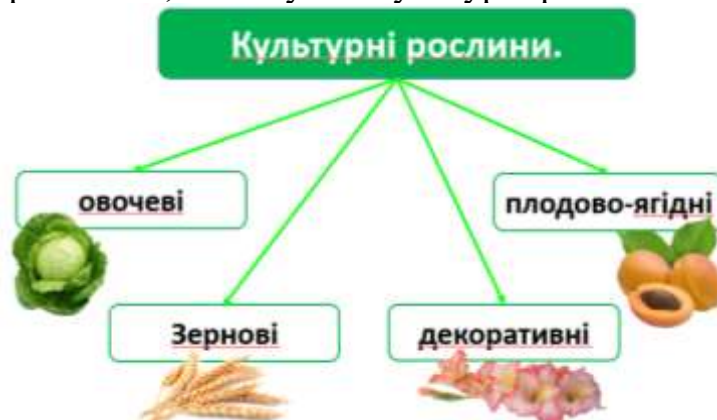 Культурні рослини.
овочеві
плодово-ягідні
Зернові
декоративні